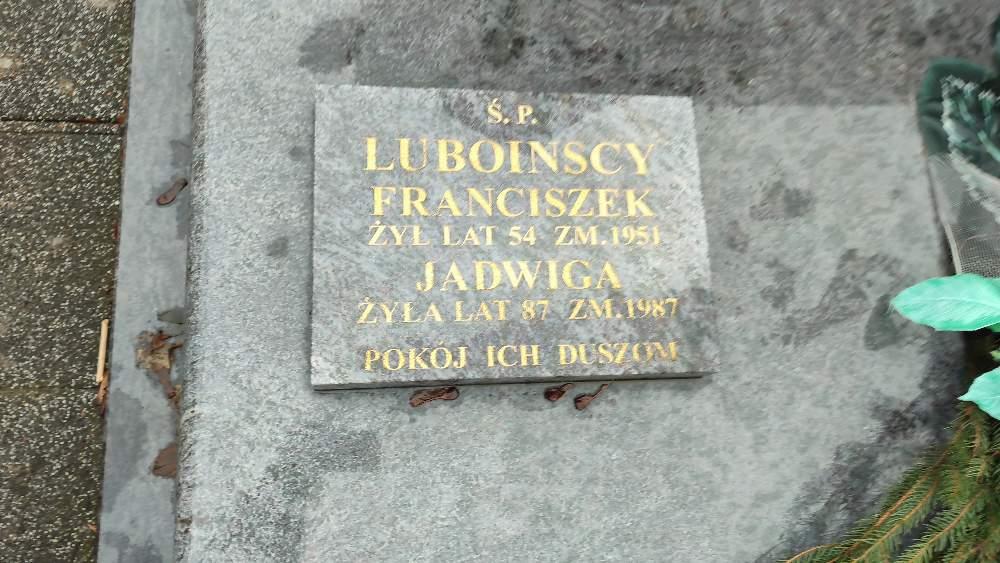 Ś. P.
LUBOINSCY
FRANCISZEK
ŻYŁ LAT 54 ZM.1951
JADWIGA
ŻYŁA LAT 87 ZM.1987
POKÓJ ICH DUSZOM